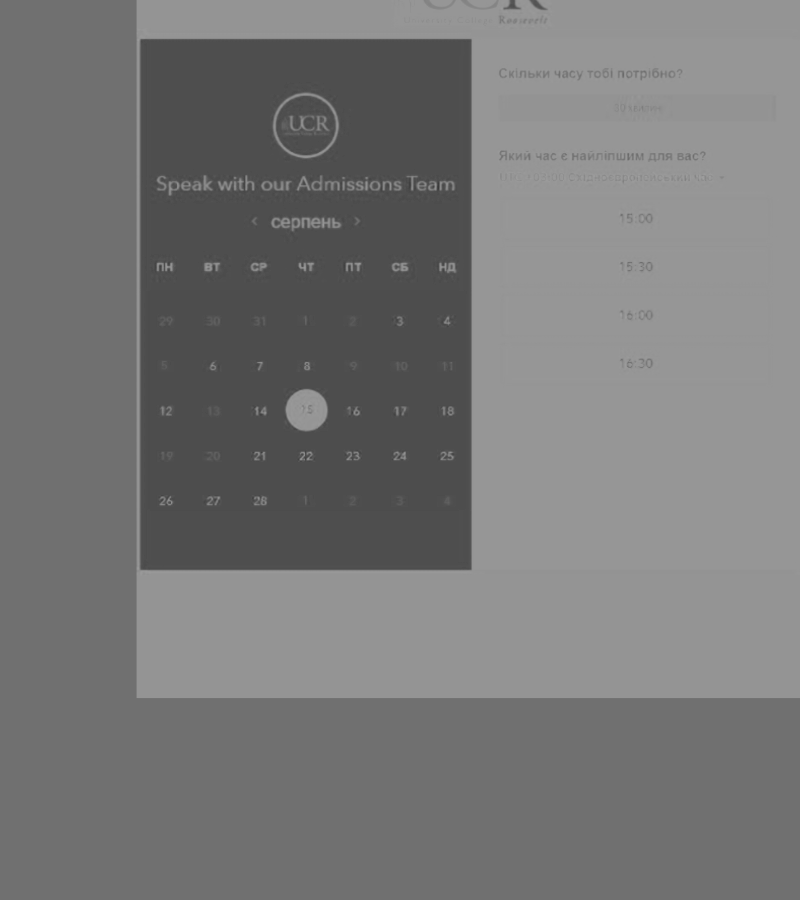 UCR
University College Roosevelt
UCR
Speak with our Admissions Team
‹ серпень ›
ПН ВТ СР ЧТ ПТ СБ НД
29 30 31 1 2 3 4
5 6 7 8 9 10 11
12 13 14 15 16 17 18
19 20 21 22 23 24 25
26 27 28 1 2 3 4
Скільки часу тобі потрібно?
Який час є найліпшим для вас?
15:00
15:30
16:00
16:30